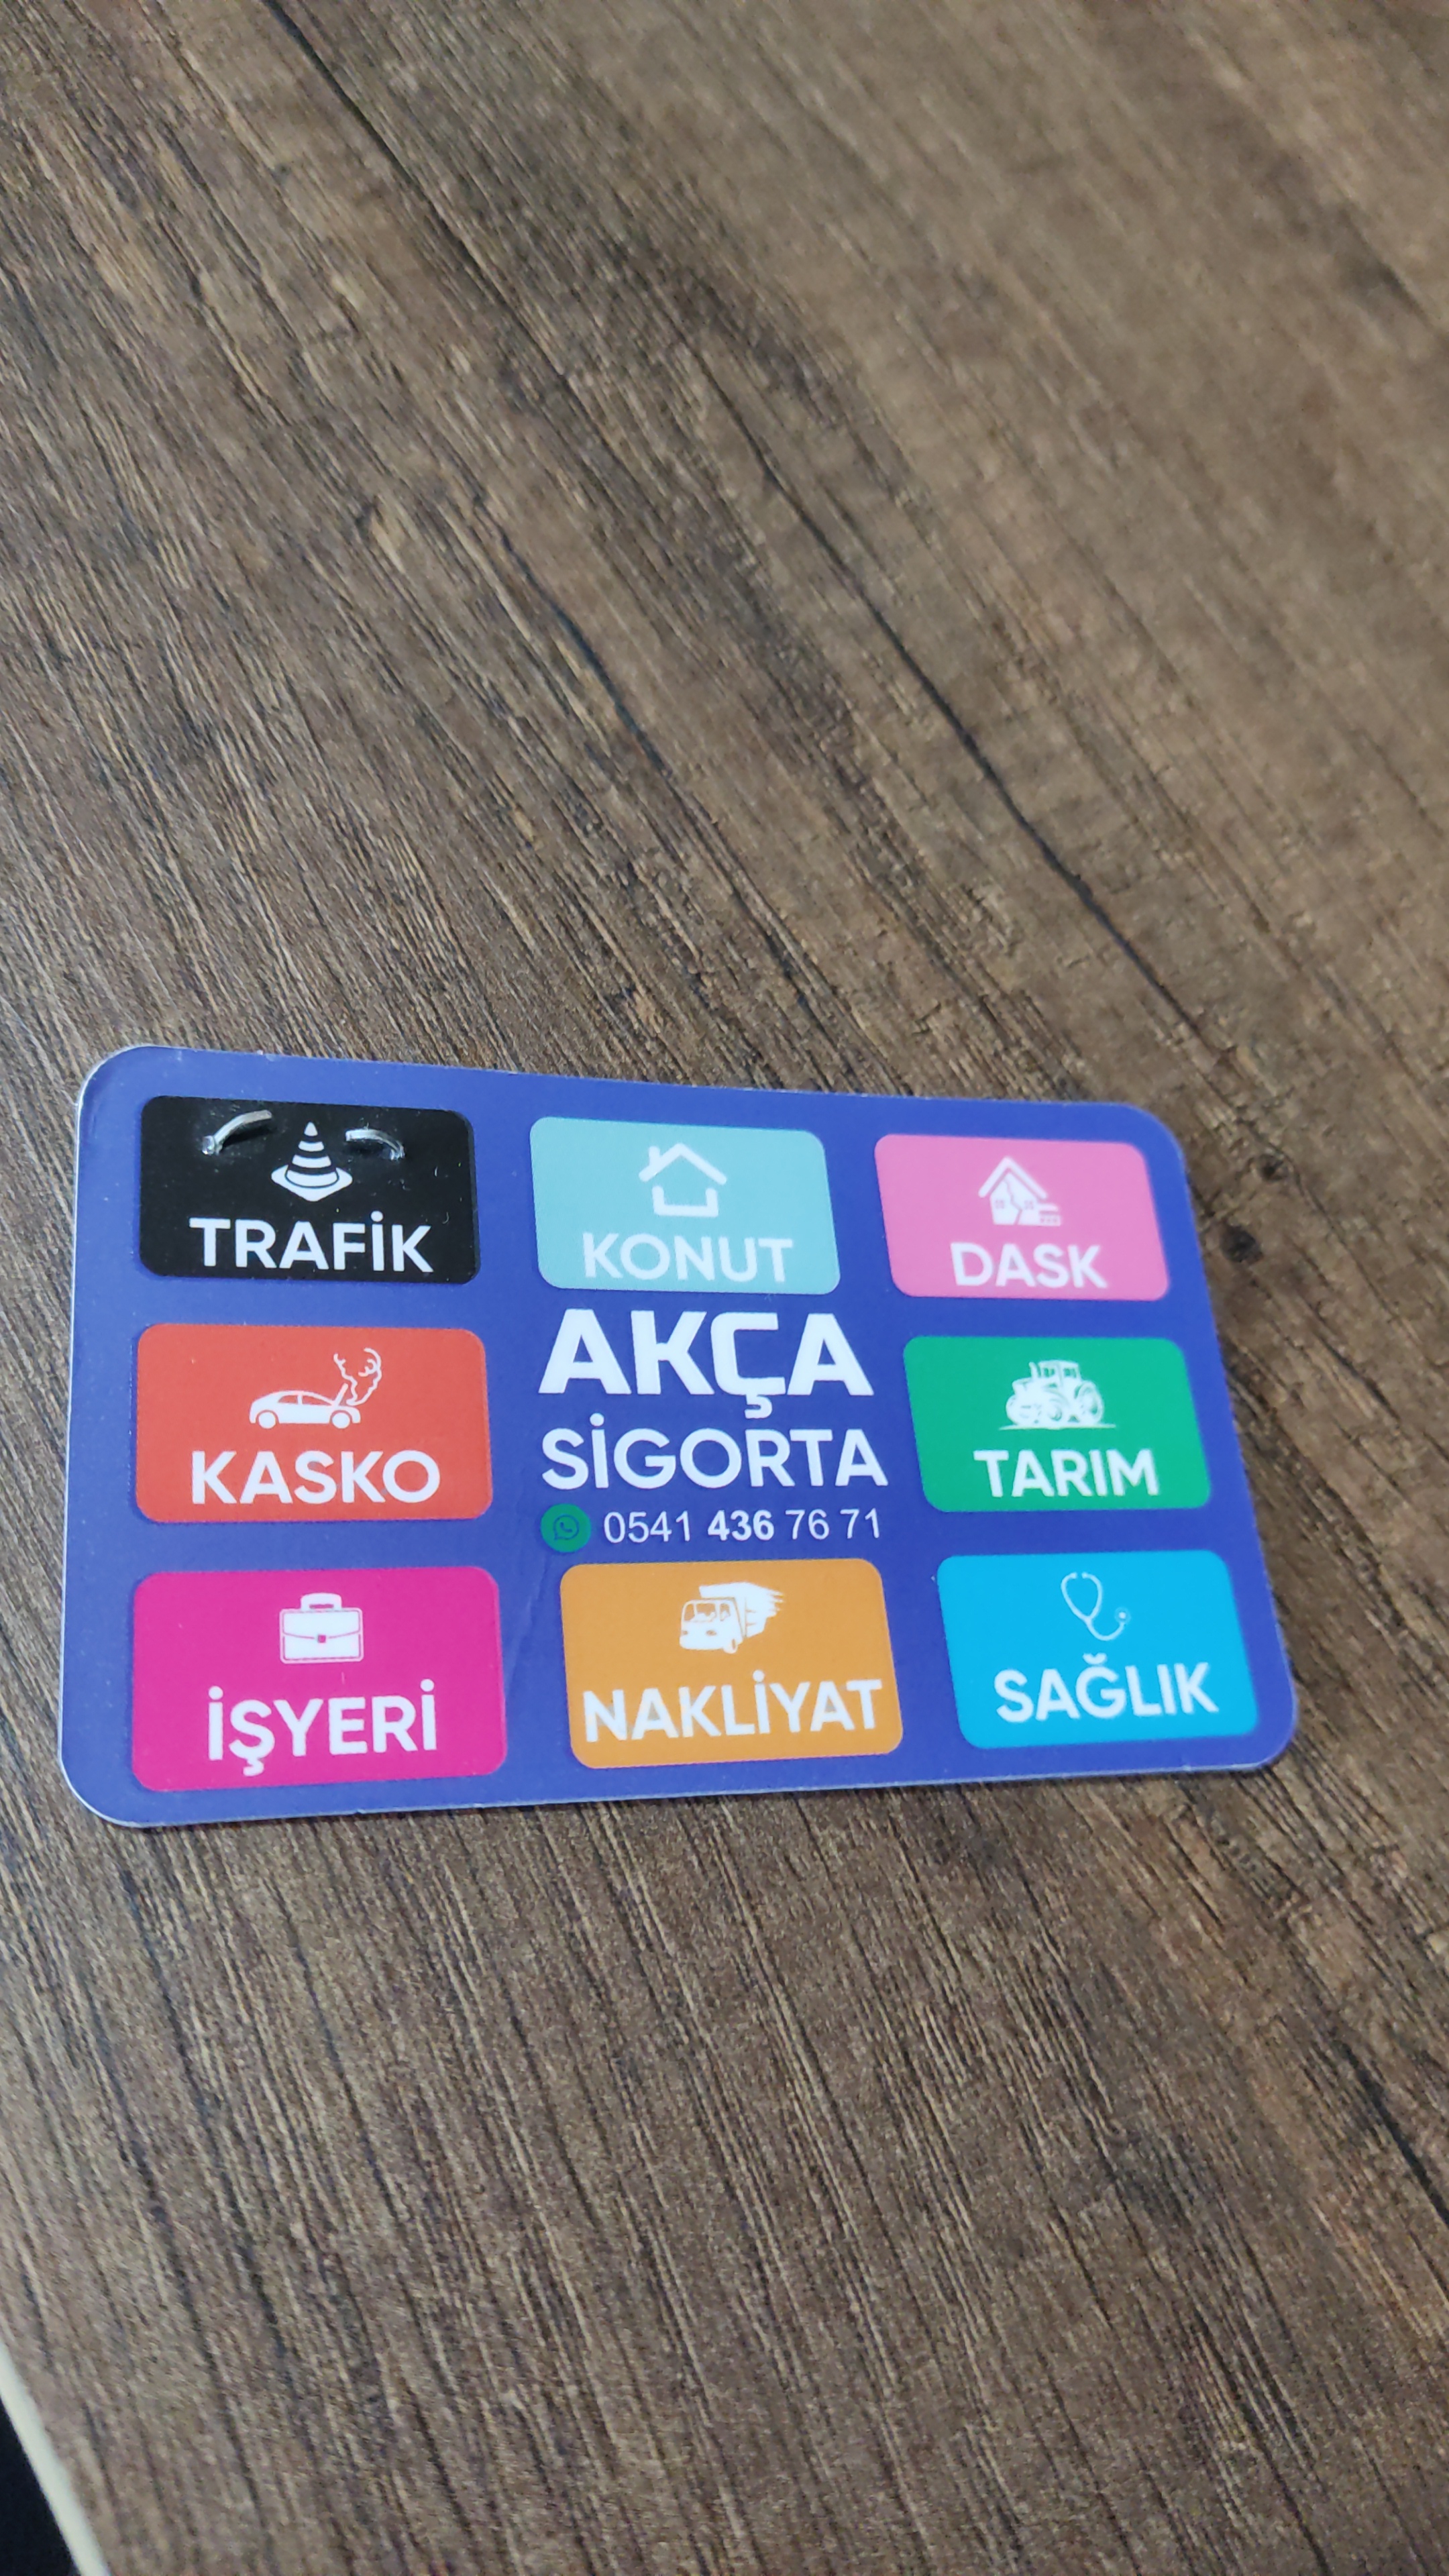 TRAFİK
KONUT
DASK
KASKO
AKÇA
SİGORTA
0541 436 76 71
TARIM
İŞYERİ
NAKLİYAT
SAĞLIK